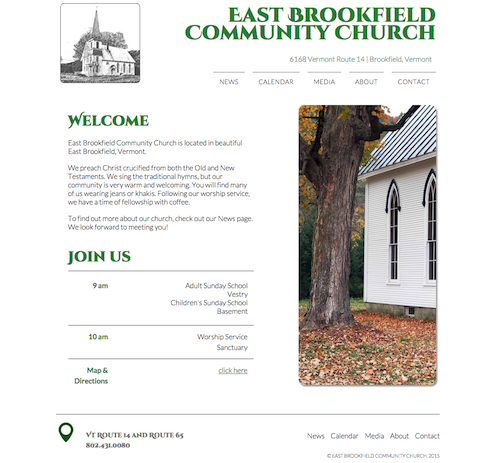 East Brookfield
Community Church
6168 Vermont Route 14 | Brookfield, Vermont
NEWS CALENDAR MEDIA ABOUT CONTACT
Welcome
East Brookfield Community Church is located in beautiful
East Brookfield, Vermont.
We preach Christ crucified from both the Old and New
Testaments. We sing the traditional hymns, but our
community is very warm and welcoming. You will find many
of us wearing jeans or khakis. Following our worship service,
we have a time of fellowship with coffee.
To find out more about our church, check out our News page.
We look forward to meeting you!
Join us
9 am Adult Sunday School
Vestry
Children's Sunday School
Basement
10 am Worship Service
Sanctuary
Map &
Directions click here
VT Route 14 and Route 65
802.431.0080
News Calendar Media About Contact
© EAST BROOKFIELD COMMUNITY CHURCH, 2015